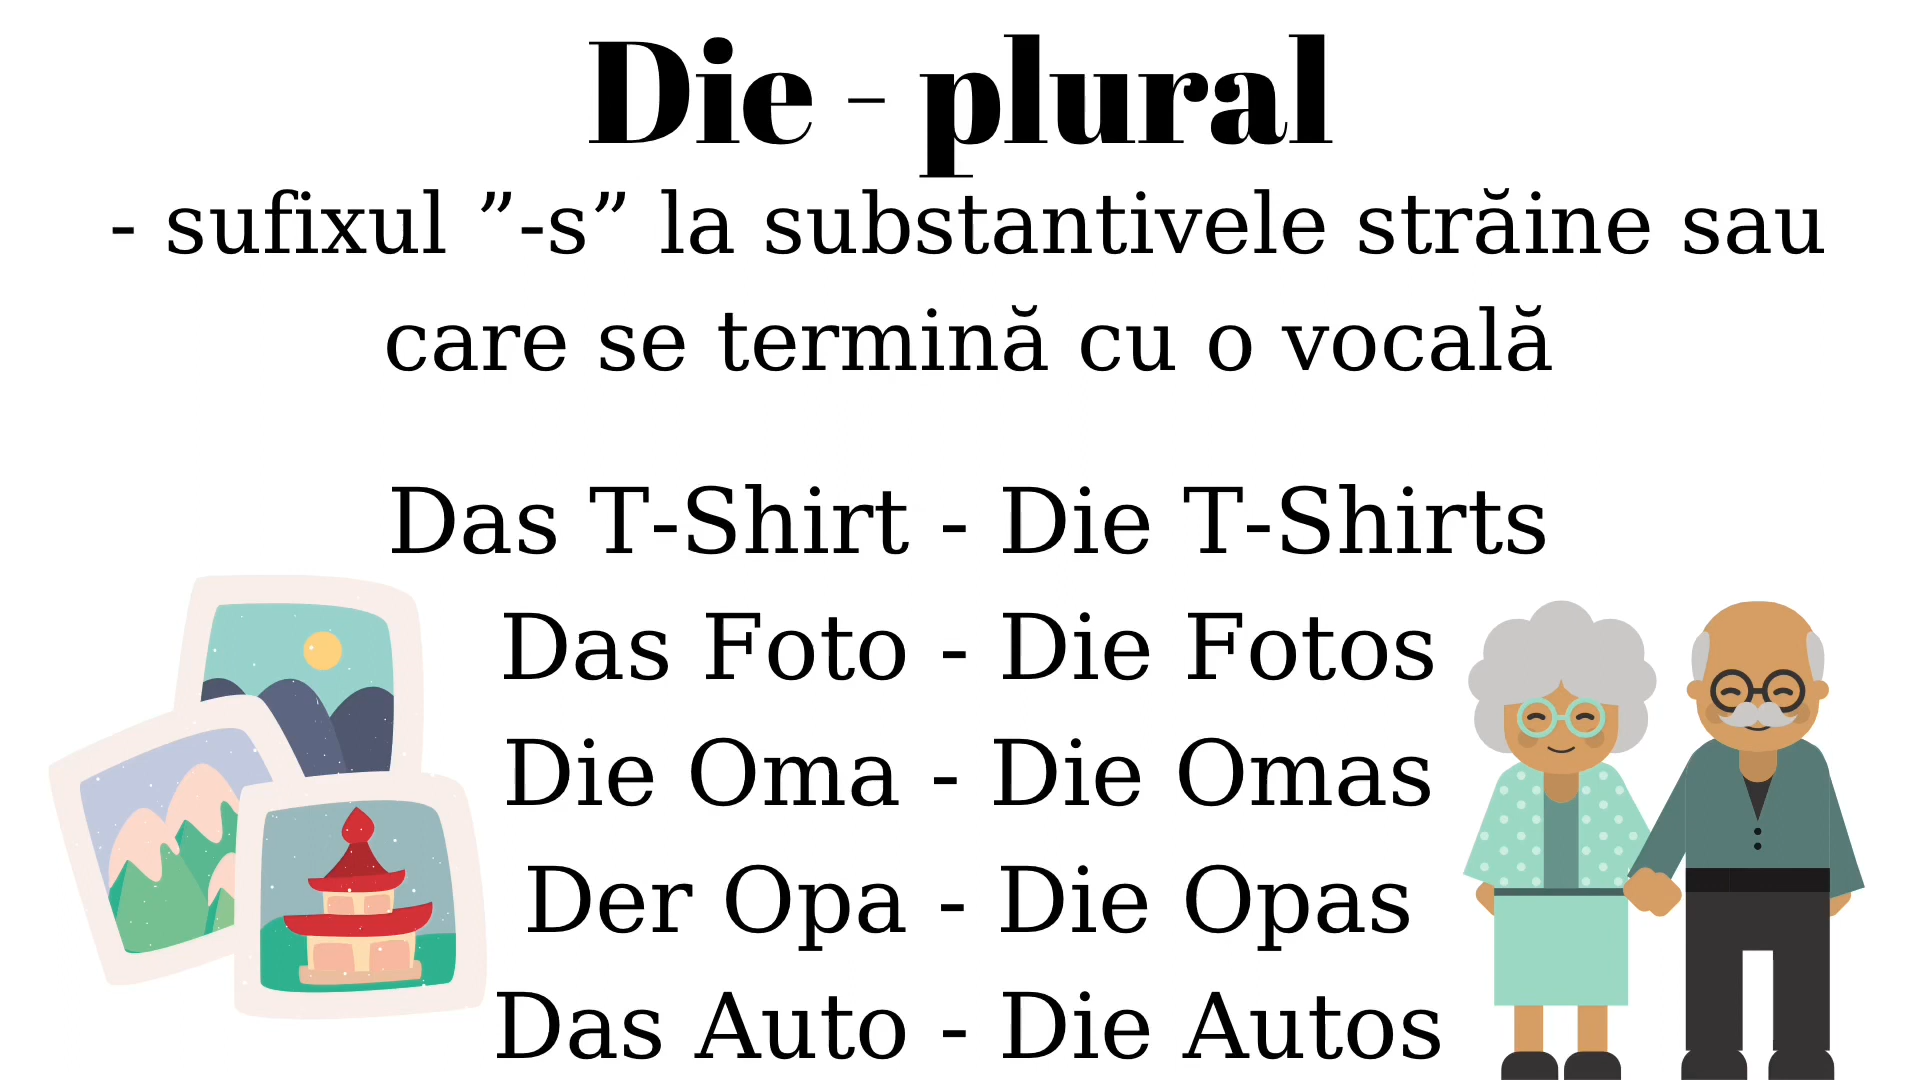 Die - plural
- sufixul ”-s” la substantivele străine sau
care se termină cu o vocală
Das T-Shirt - Die T-Shirts
Das Foto - Die Fotos
Die Oma - Die Omas
Der Opa - Die Opas
Das Auto - Die Autos